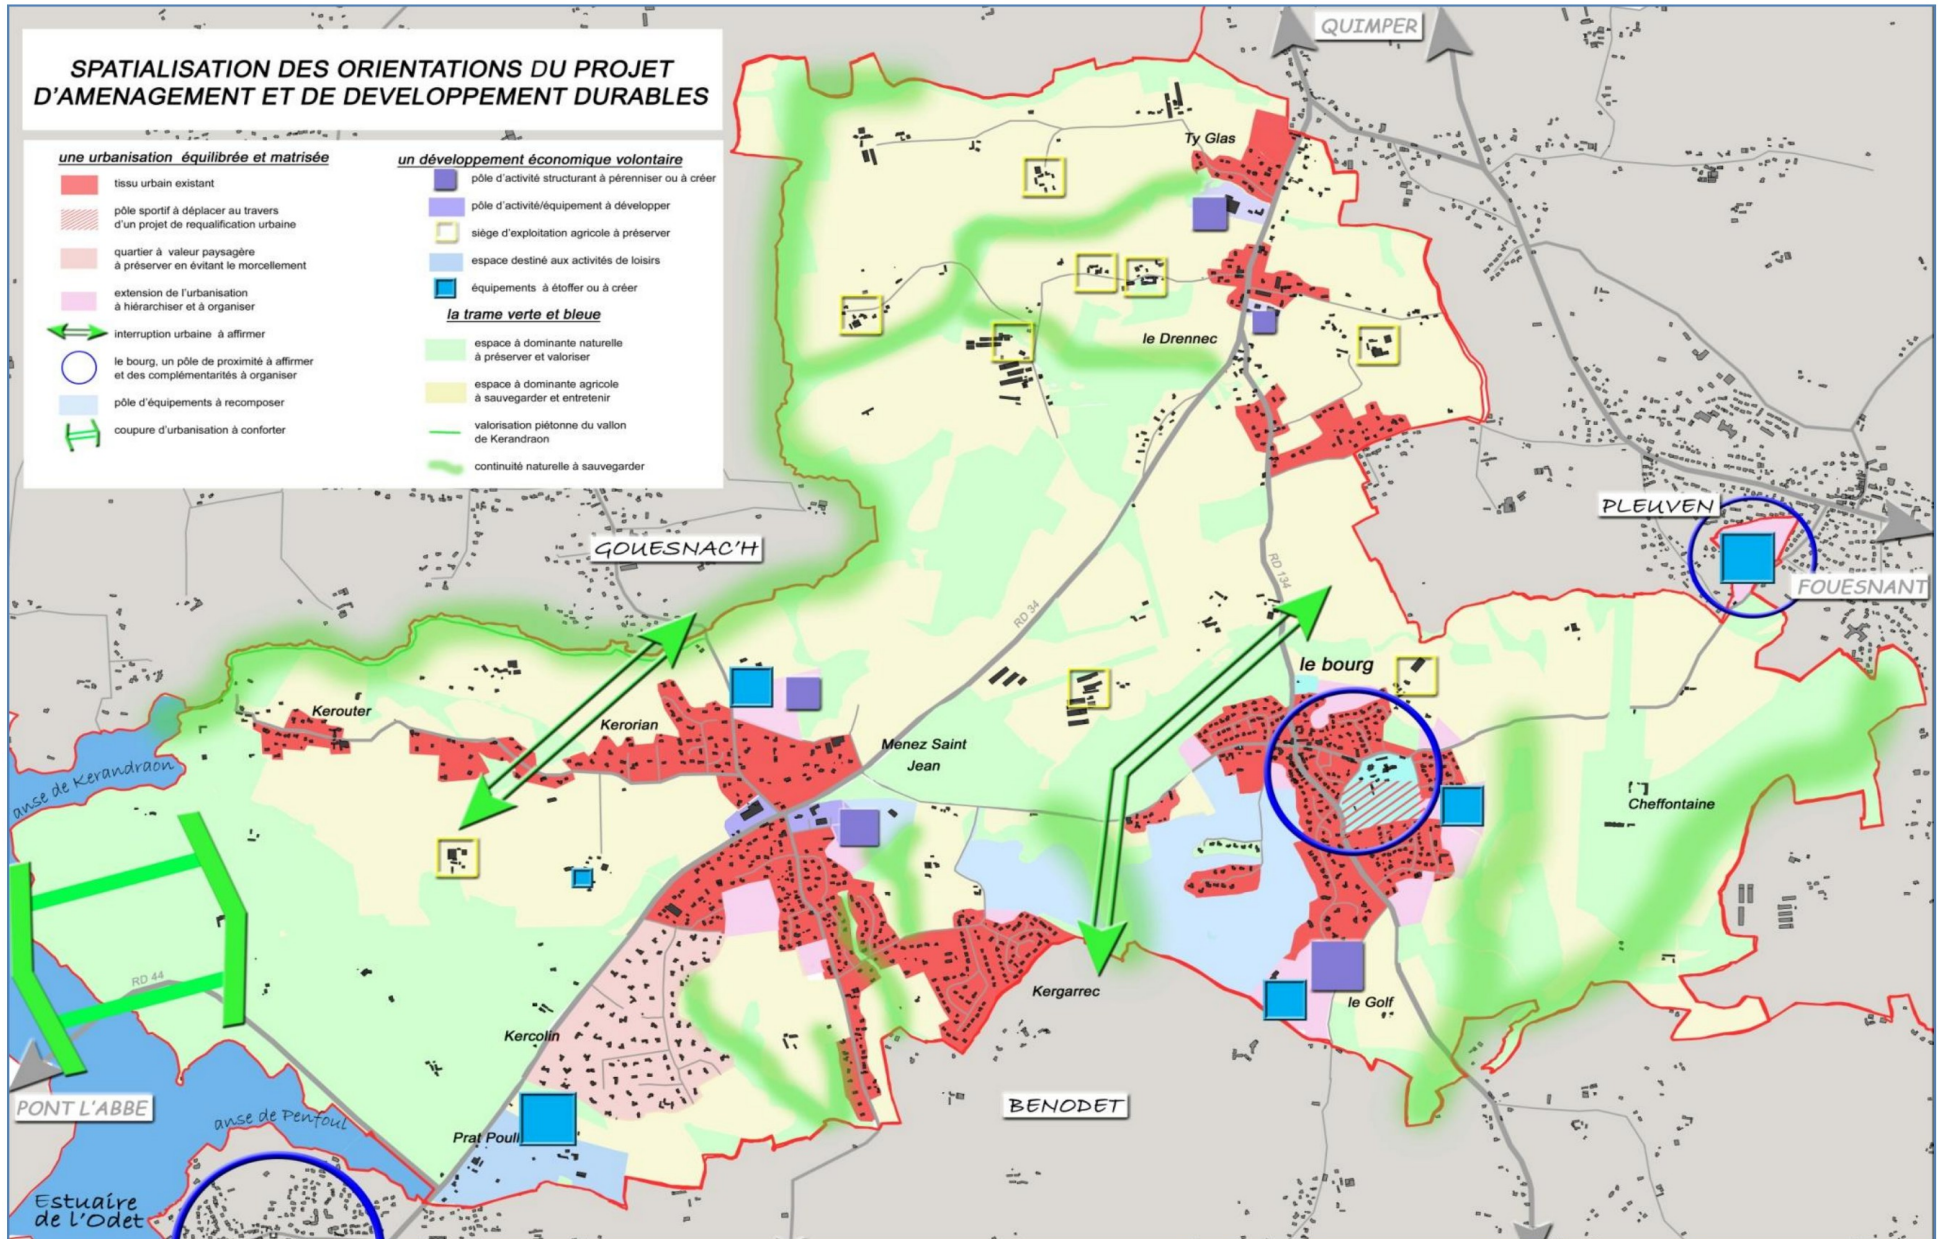 SPATIALISATION DES ORIENTATIONS DU PROJET
D'AMENAGEMENT ET DE DEVELOPPEMENT DURABLES
une urbanisation équilibrée et matrisée
tissu urbain existant
pôle sportif à déplacer au travers
d'un projet de requalification urbaine
quartier à valeur paysagère
à préserver en évitant le morcellement
extension de l'urbanisation
à hiérarchiser et à organiser
interruption urbaine à affirmer
le bourg, un pôle de proximité à affirmer
et des complémentarités à organiser
pôle d'équipements à recomposer
coupure d'urbanisation à conforter
un développement économique volontaire
pôle d'activité structurant à pérenniser ou à créer
pôle d'activité/équipement à développer
siège d'exploitation agricole à préserver
espace destiné aux activités de loisirs
équipements à étoffer ou à créer
la trame verte et bleue
espace à dominante naturelle
à préserver et valoriser
espace à dominante agricole
à sauvegarder et entretenir
valorisation piétonne du vallon
de Kerandraon
continuité naturelle à sauvegarder
QUIMPER
Ty Glas
le Drennec
PLEUVEN
GOUESNAC'H
RD 134
FOUESNANT
RD 34
le bourg
Kerouter
Kerorian
Menez Saint
Jean
anse de Kerandraon
Cheffontaine
RD 44
Kergarrec
le Golf
Kercolin
PONT L'ABBE
BENODET
anse de Penfoul
Prat Poull
Estuaire
de l'Odet